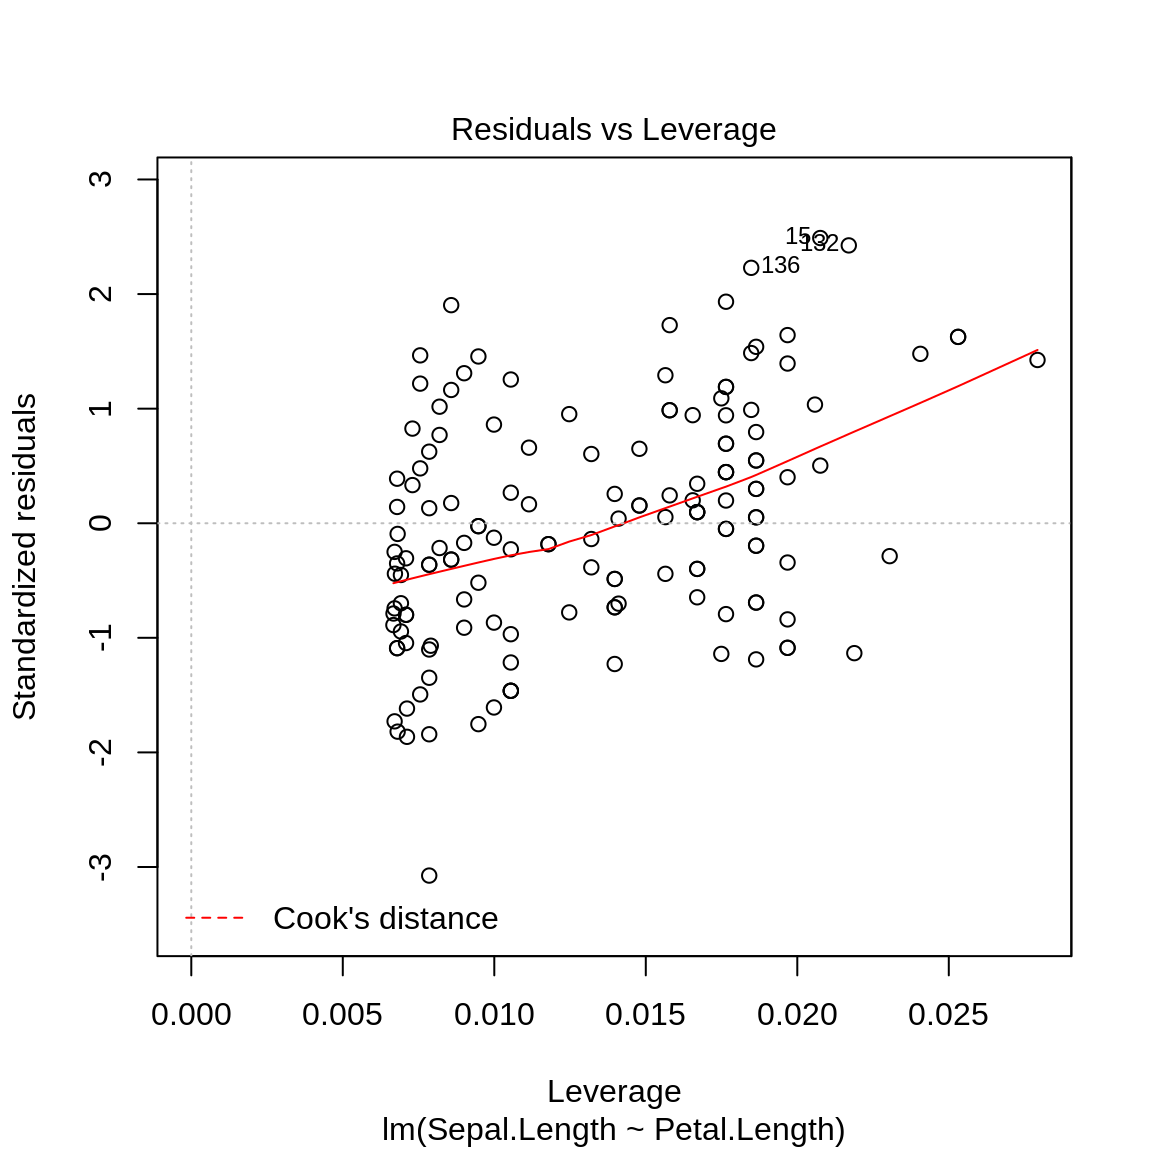 Residuals vs Leverage
3
2
1
0
-1
-2
-3
Standardized residuals
15
132
136
Cook's distance
0.000 0.005 0.010 0.015 0.020 0.025
Leverage
lm(Sepal.Length ~ Petal.Length)